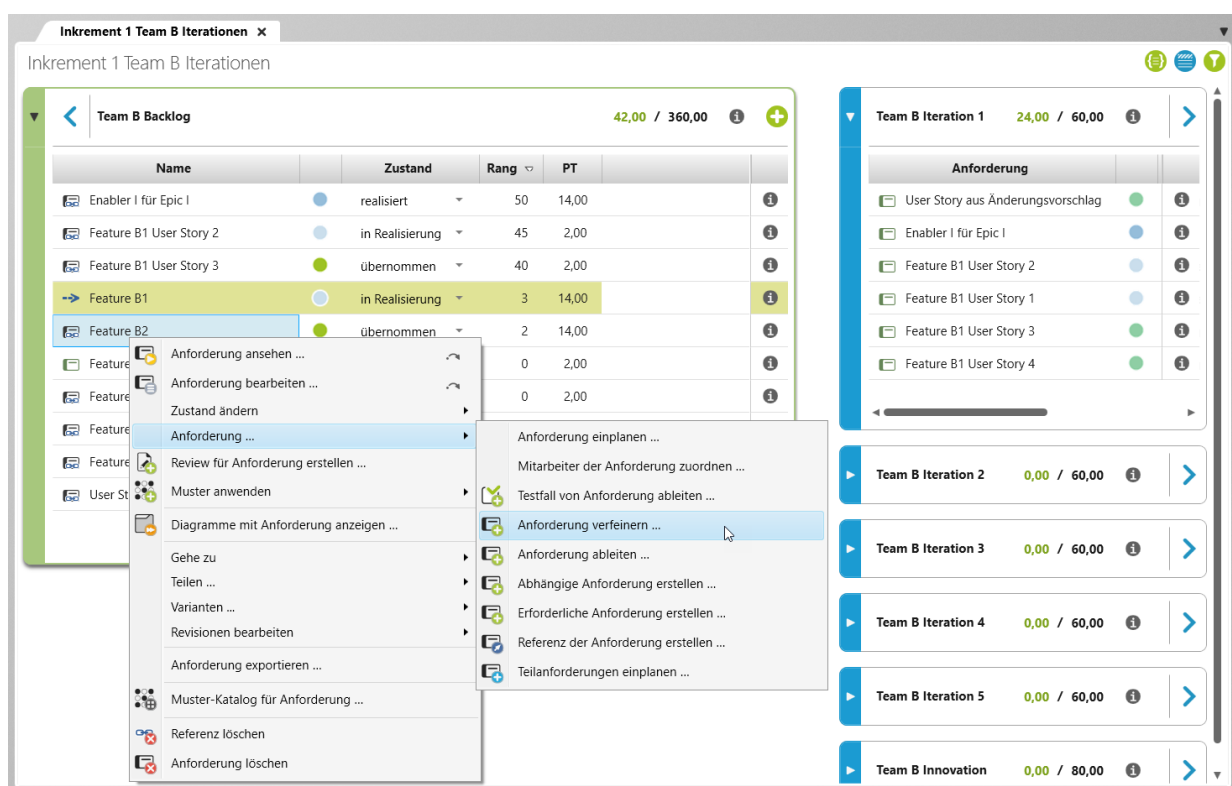 Inkrement 1 Team B Iterationen
Inkrement 1 Team B Iterationen
Team B Backlog 42,00 / 360,00
Name Zustand Rang PT
Enabler I für Epic I realisiert 50 14,00
Feature B1 User Story 2 in Realisierung 45 2,00
Feature B1 User Story 3 übernommen 40 2,00
Feature B1 in Realisierung 3 14,00
Feature B2 übernommen 2 14,00
Feature 0 2,00
Feature 0 2,00
Feature
Feature
User St
Anforderung ansehen ...
Anforderung bearbeiten ...
Zustand ändern
Anforderung ...
Review für Anforderung erstellen ...
Muster anwenden
Diagramme mit Anforderung anzeigen ...
Gehe zu
Teilen ...
Varianten ...
Revisionen bearbeiten
Anforderung exportieren ...
Muster-Katalog für Anforderung ...
Referenz löschen
Anforderung löschen
Anforderung einplanen ...
Mitarbeiter der Anforderung zuordnen ...
Testfall von Anforderung ableiten ...
Anforderung verfeinern ...
Anforderung ableiten ...
Abhängige Anforderung erstellen ...
Erforderliche Anforderung erstellen ...
Referenz der Anforderung erstellen ...
Teilanforderungen einplanen ...
Team B Iteration 1 24,00 / 60,00
Anforderung
User Story aus Änderungsvorschlag
Enabler I für Epic I
Feature B1 User Story 2
Feature B1 User Story 1
Feature B1 User Story 3
Feature B1 User Story 4
Team B Iteration 2 0,00 / 60,00
Team B Iteration 3 0,00 / 60,00
Team B Iteration 4 0,00 / 60,00
Team B Iteration 5 0,00 / 60,00
Team B Innovation 0,00 / 80,00